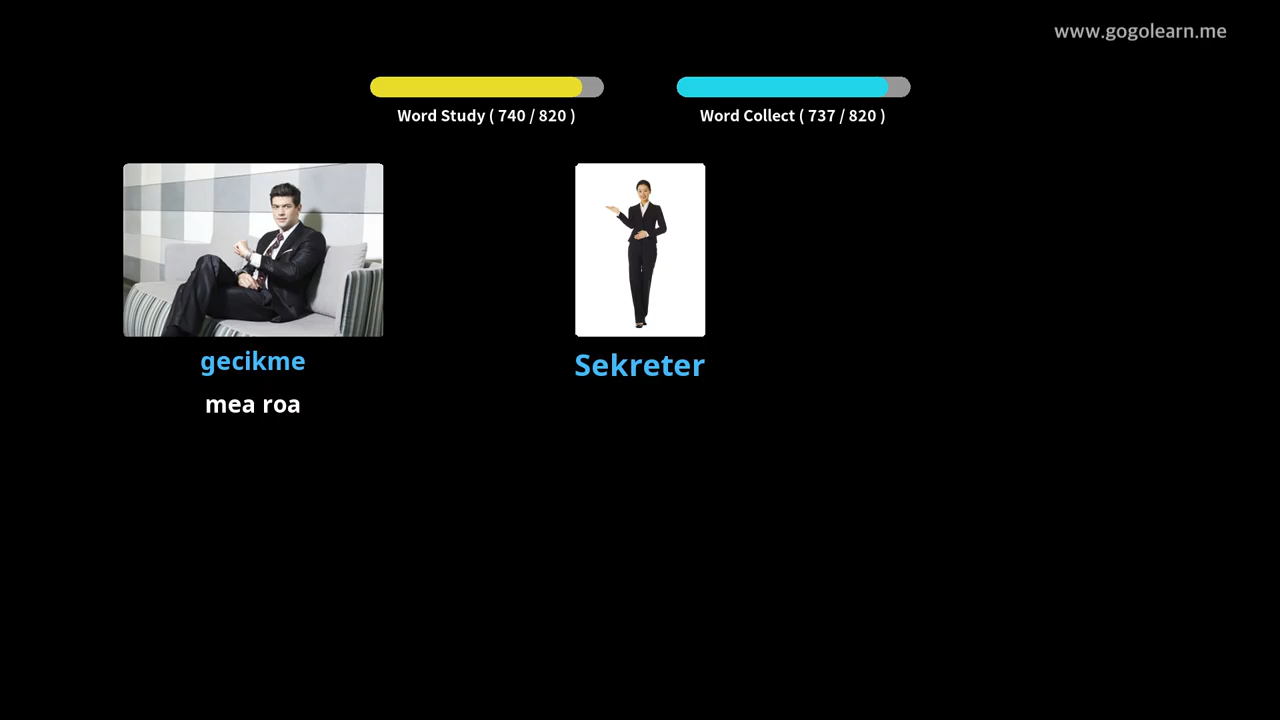 www.gogolearn.me
Word Study ( 740 / 820 )
Word Collect ( 737 / 820 )
gecikme
mea roa
Sekreter